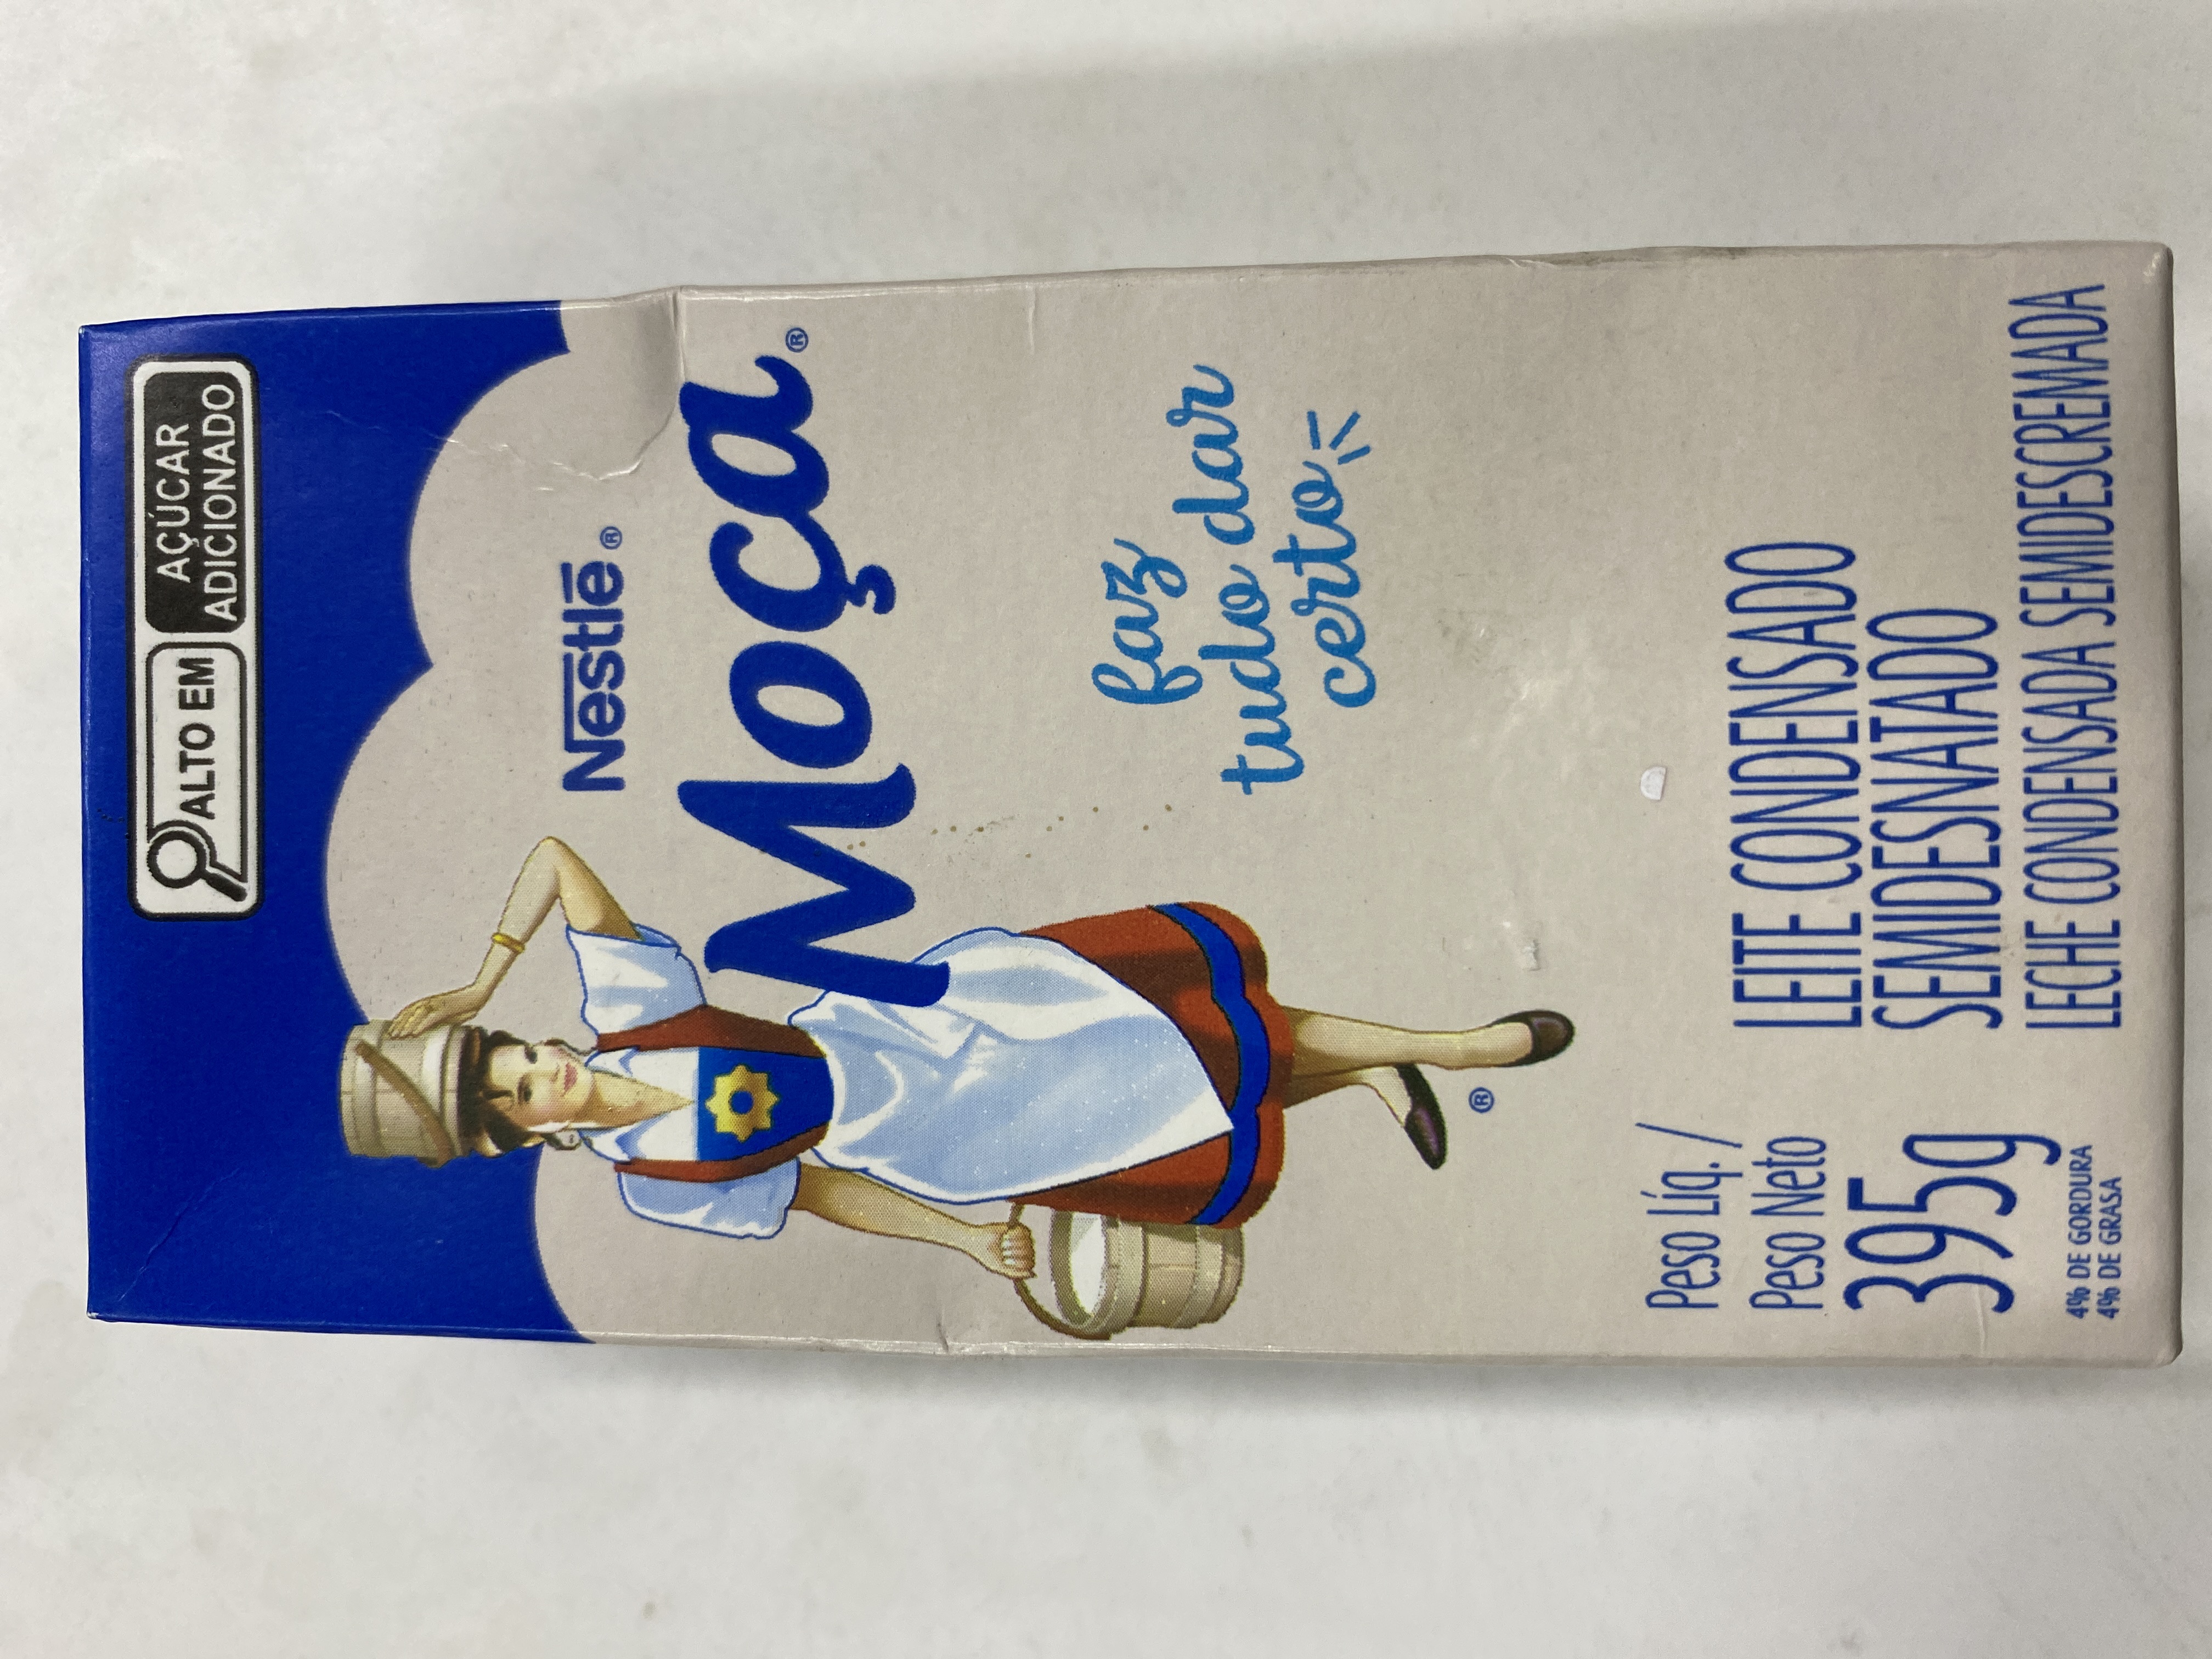 ALTO EM
AÇÚCAR
ADICIONADO
Nestlé®
Moça®
faz
tudo dar
certo
®
Peso Líq. /
Peso Neto
395g
4% DE GORDURA
4% DE GRASA
LEITE CONDENSADO
SEMIDESNATADO
LECHE CONDENSADA SEMIDESCREMADA